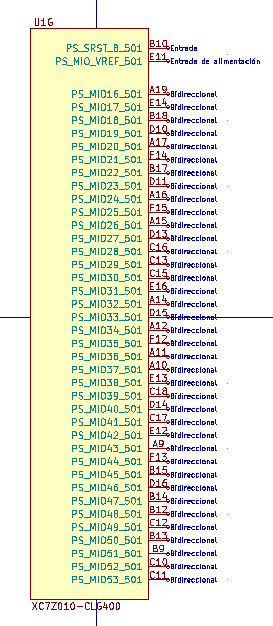 U1G
PS_SRST_B_501 B10 Entrada
PS_MIO_VREF_501 E11 Entrada de alimentación
PS_MIO16_501 A19 Bidireccional
PS_MIO17_501 E14 Bidireccional
PS_MIO18_501 B18 Bidireccional
PS_MIO19_501 D10 Bidireccional
PS_MIO20_501 A17 Bidireccional
PS_MIO21_501 F14 Bidireccional
PS_MIO22_501 B17 Bidireccional
PS_MIO23_501 D11 Bidireccional
PS_MIO24_501 A16 Bidireccional
PS_MIO25_501 F15 Bidireccional
PS_MIO26_501 A15 Bidireccional
PS_MIO27_501 D13 Bidireccional
PS_MIO28_501 C16 Bidireccional
PS_MIO29_501 C13 Bidireccional
PS_MIO30_501 C15 Bidireccional
PS_MIO31_501 E16 Bidireccional
PS_MIO32_501 A14 Bidireccional
PS_MIO33_501 D15 Bidireccional
PS_MIO34_501 A12 Bidireccional
PS_MIO35_501 F12 Bidireccional
PS_MIO36_501 A11 Bidireccional
PS_MIO37_501 A10 Bidireccional
PS_MIO38_501 E13 Bidireccional
PS_MIO39_501 C18 Bidireccional
PS_MIO40_501 D14 Bidireccional
PS_MIO41_501 C17 Bidireccional
PS_MIO42_501 E12 Bidireccional
PS_MIO43_501 A9 Bidireccional
PS_MIO44_501 F13 Bidireccional
PS_MIO45_501 B15 Bidireccional
PS_MIO46_501 D16 Bidireccional
PS_MIO47_501 B14 Bidireccional
PS_MIO48_501 B12 Bidireccional
PS_MIO49_501 C12 Bidireccional
PS_MIO50_501 B13 Bidireccional
PS_MIO51_501 B9 Bidireccional
PS_MIO52_501 C10 Bidireccional
PS_MIO53_501 C11 Bidireccional
XC7Z010-CLG400